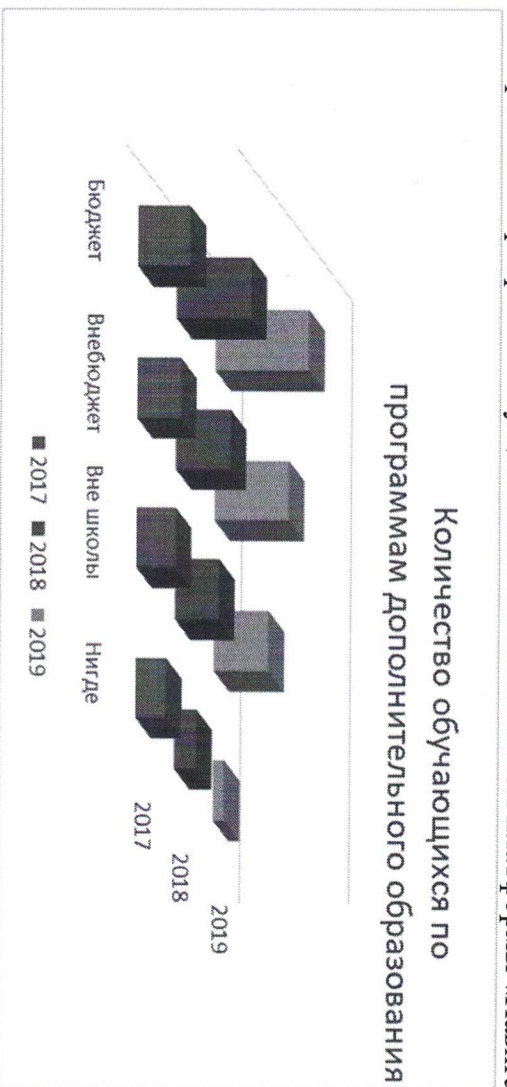 Количество обучающихся по
программам дополнительного образования
2019
2018
2017
Бюджет
Внебюджет
Вне школы
Нигде
2017 2018 2019